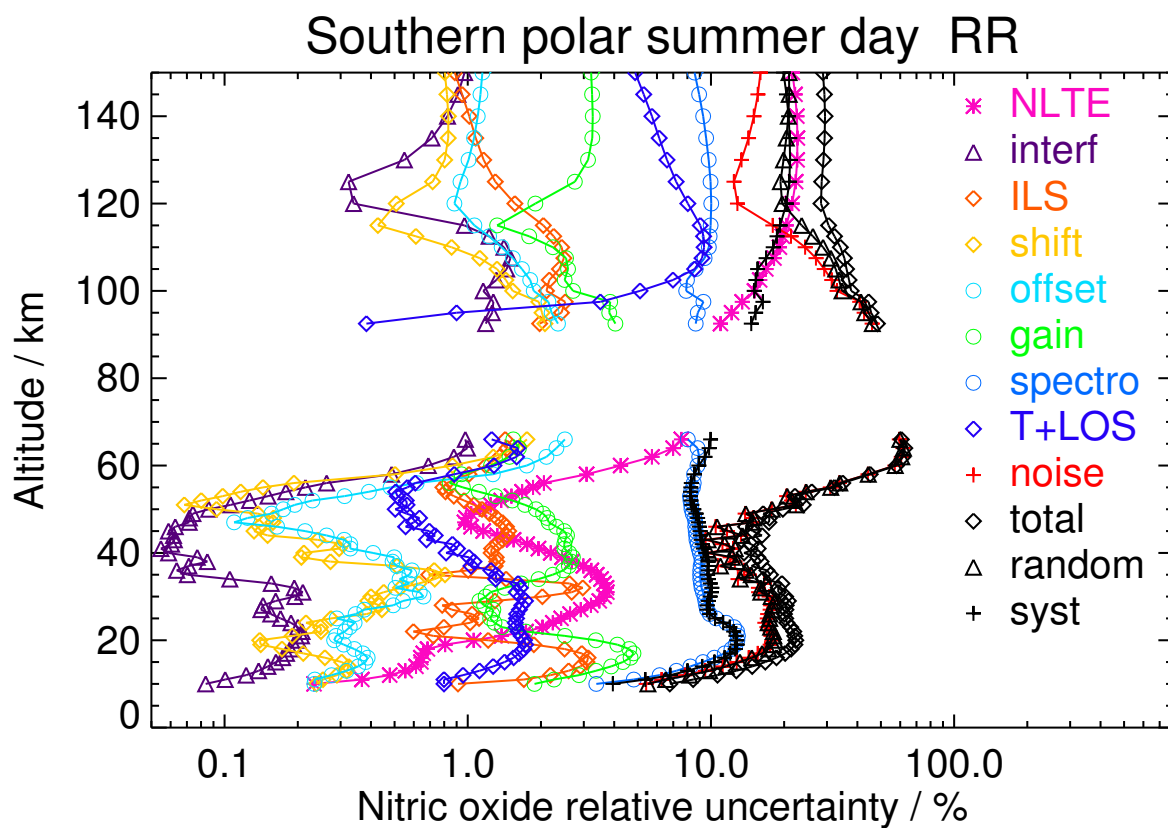 Southern polar summer day RR
Altitude / km
140
120
100
80
60
40
20
0
NLTE
interf
ILS
shift
offset
gain
spectro
T+LOS
noise
total
random
syst
0.1
1.0
10.0
100.0
Nitric oxide relative uncertainty / %